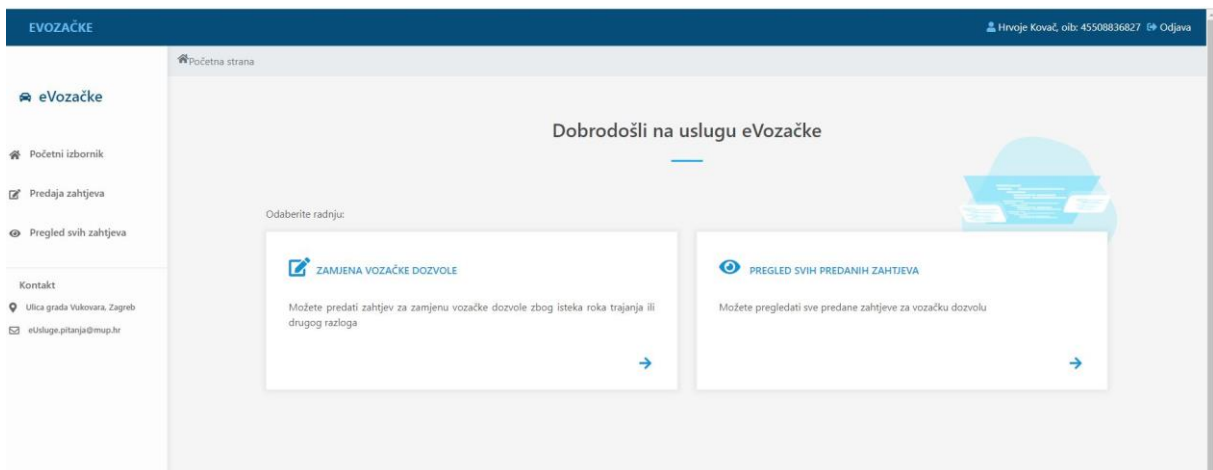 EVOZAČKE
Hrvoje Kovač, oib: 45508836827 Odjava
Početna strana
eVozačke
Početni izbornik
Predaja zahtjeva
Pregled svih zahtjeva
Kontakt
Ulica grada Vukovara, Zagreb
eUsluge.pitanja@mup.hr
Dobrodošli na uslugu eVozačke
Odaberite radnju:
ZAMJENA VOZAČKE DOZVOLE
Možete predati zahtjev za zamjenu vozačke dozvole zbog isteka roka trajanja ili
drugog razloga
PREGLED SVIH PREDANIH ZAHTJEVA
Možete pregledati sve predane zahtjeve za vozačku dozvolu